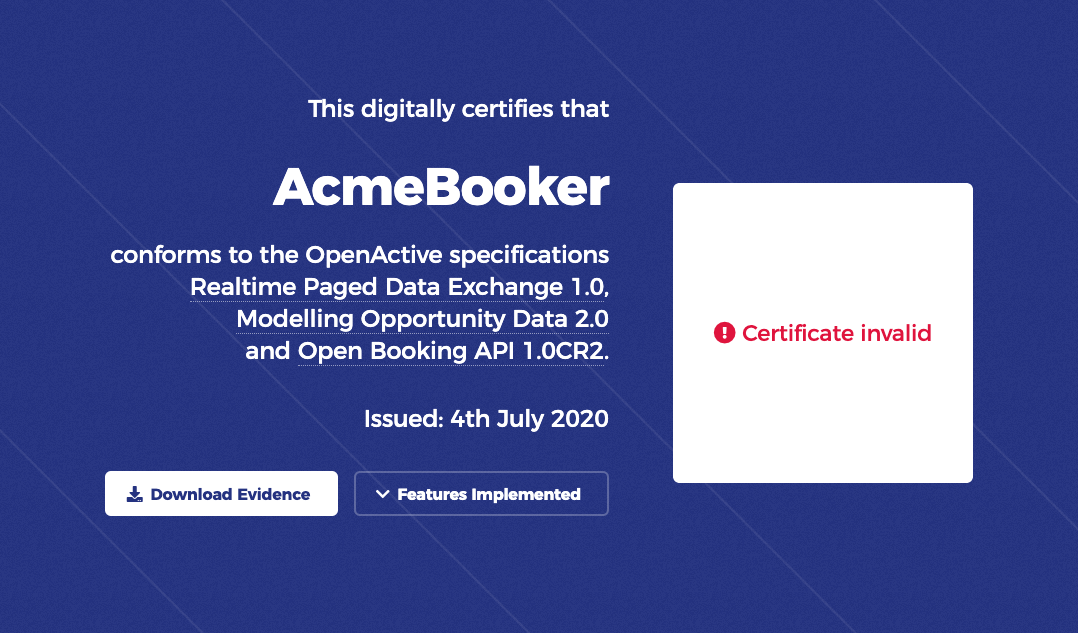 This digitally certifies that
AcmeBooker
conforms to the OpenActive specifications
Realtime Paged Data Exchange 1.0,
Modelling Opportunity Data 2.0
and Open Booking API 1.0CR2.
Issued: 4th July 2020
Download Evidence
Features Implemented
Certificate invalid